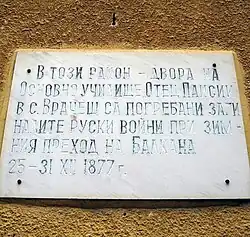 В този район - двора на
Основно училище Отец Паисий
в с. Врачеш са погребани заги
налите руски войни при зим-
ния преход на Балкана
25-31 XII 1877 г.